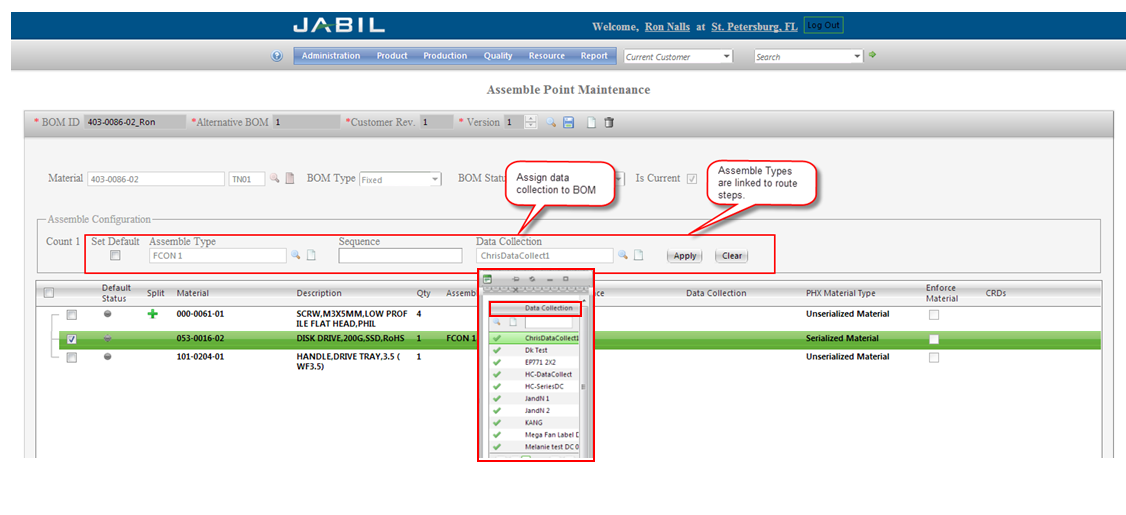 JABIL
Welcome, Ron Nalls at St. Petersburg, FL Log Out
Administration Product Production Quality Resource Report Current Customer Search
Assemble Point Maintenance
* BOM ID 403-0086-02_Ron *Alternative BOM 1 *Customer Rev. 1 * Version 1
Assign data
collection to BOM
Assemble Types
are linked to route
steps.
Material 403-0086-02 TN01 BOM Type Fixed BOM Is Current
Assemble Configuration
Count 1 Set Default Assemble Type Sequence Data Collection
FCON 1 ChrisDataCollect1 Apply Clear
Default
Status Split Material Description Qty Data Collection PHX Material Type Enforce
Material CRDs
000-0061-01 SCRW,M3X5MM,LOW PROF
ILE FLAT HEAD,PHIL 4 Unserialized Material
053-0016-02 DISK DRIVE,200G,SSD,RoHS 1 FCON 1 Serialized Material
101-0204-01 HANDLE,DRIVE TRAY,3.5 (
WF3.5) 1 Unserialized Material
Data Collection
ChrisDataCollect1
Dk Test
EP771 2X2
HC-DataCollect
HC-SeriesDC
JandN 1
JandN 2
KANG
Mega Fan Label
Melanie test DC 0